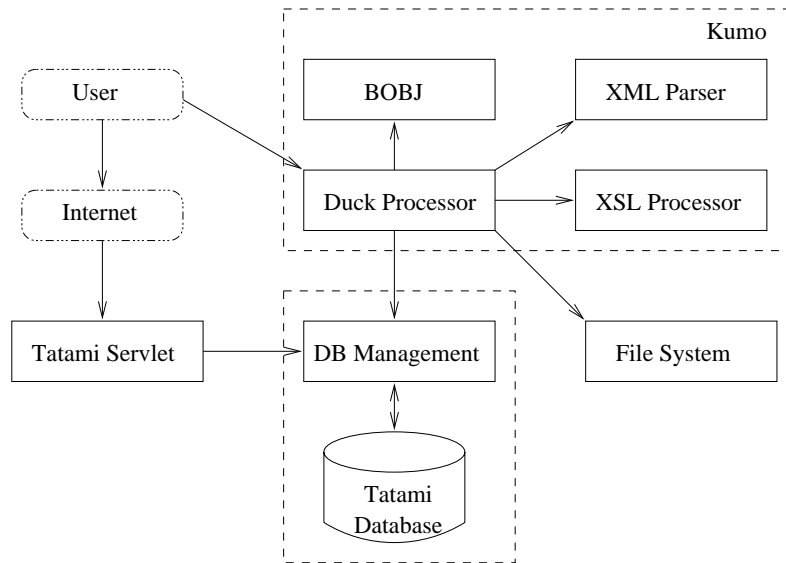 Kumo
User
BOBJ
XML Parser
Internet
Duck Processor
XSL Processor
Tatami Servlet
DB Management
File System
Tatami
Database